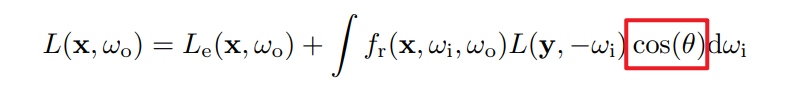 L(𝐱, ω_o) = L_e(𝐱, ω_o) + ∫ f_r(𝐱, ω_i, ω_o)L(𝐲, −ω_i) cos(θ)dω_i